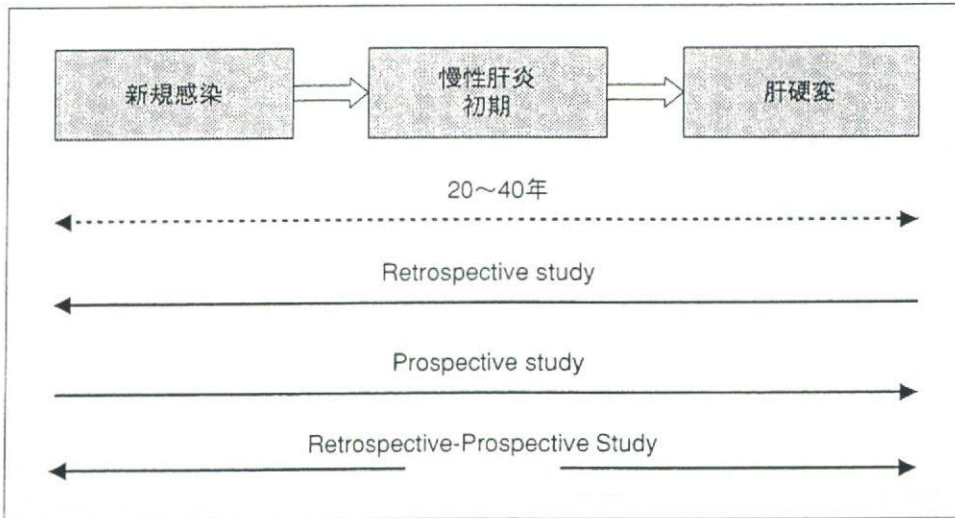 新規感染
慢性肝炎
初期
肝硬変
20～40年
Retrospective study
Prospective study
Retrospective-Prospective Study